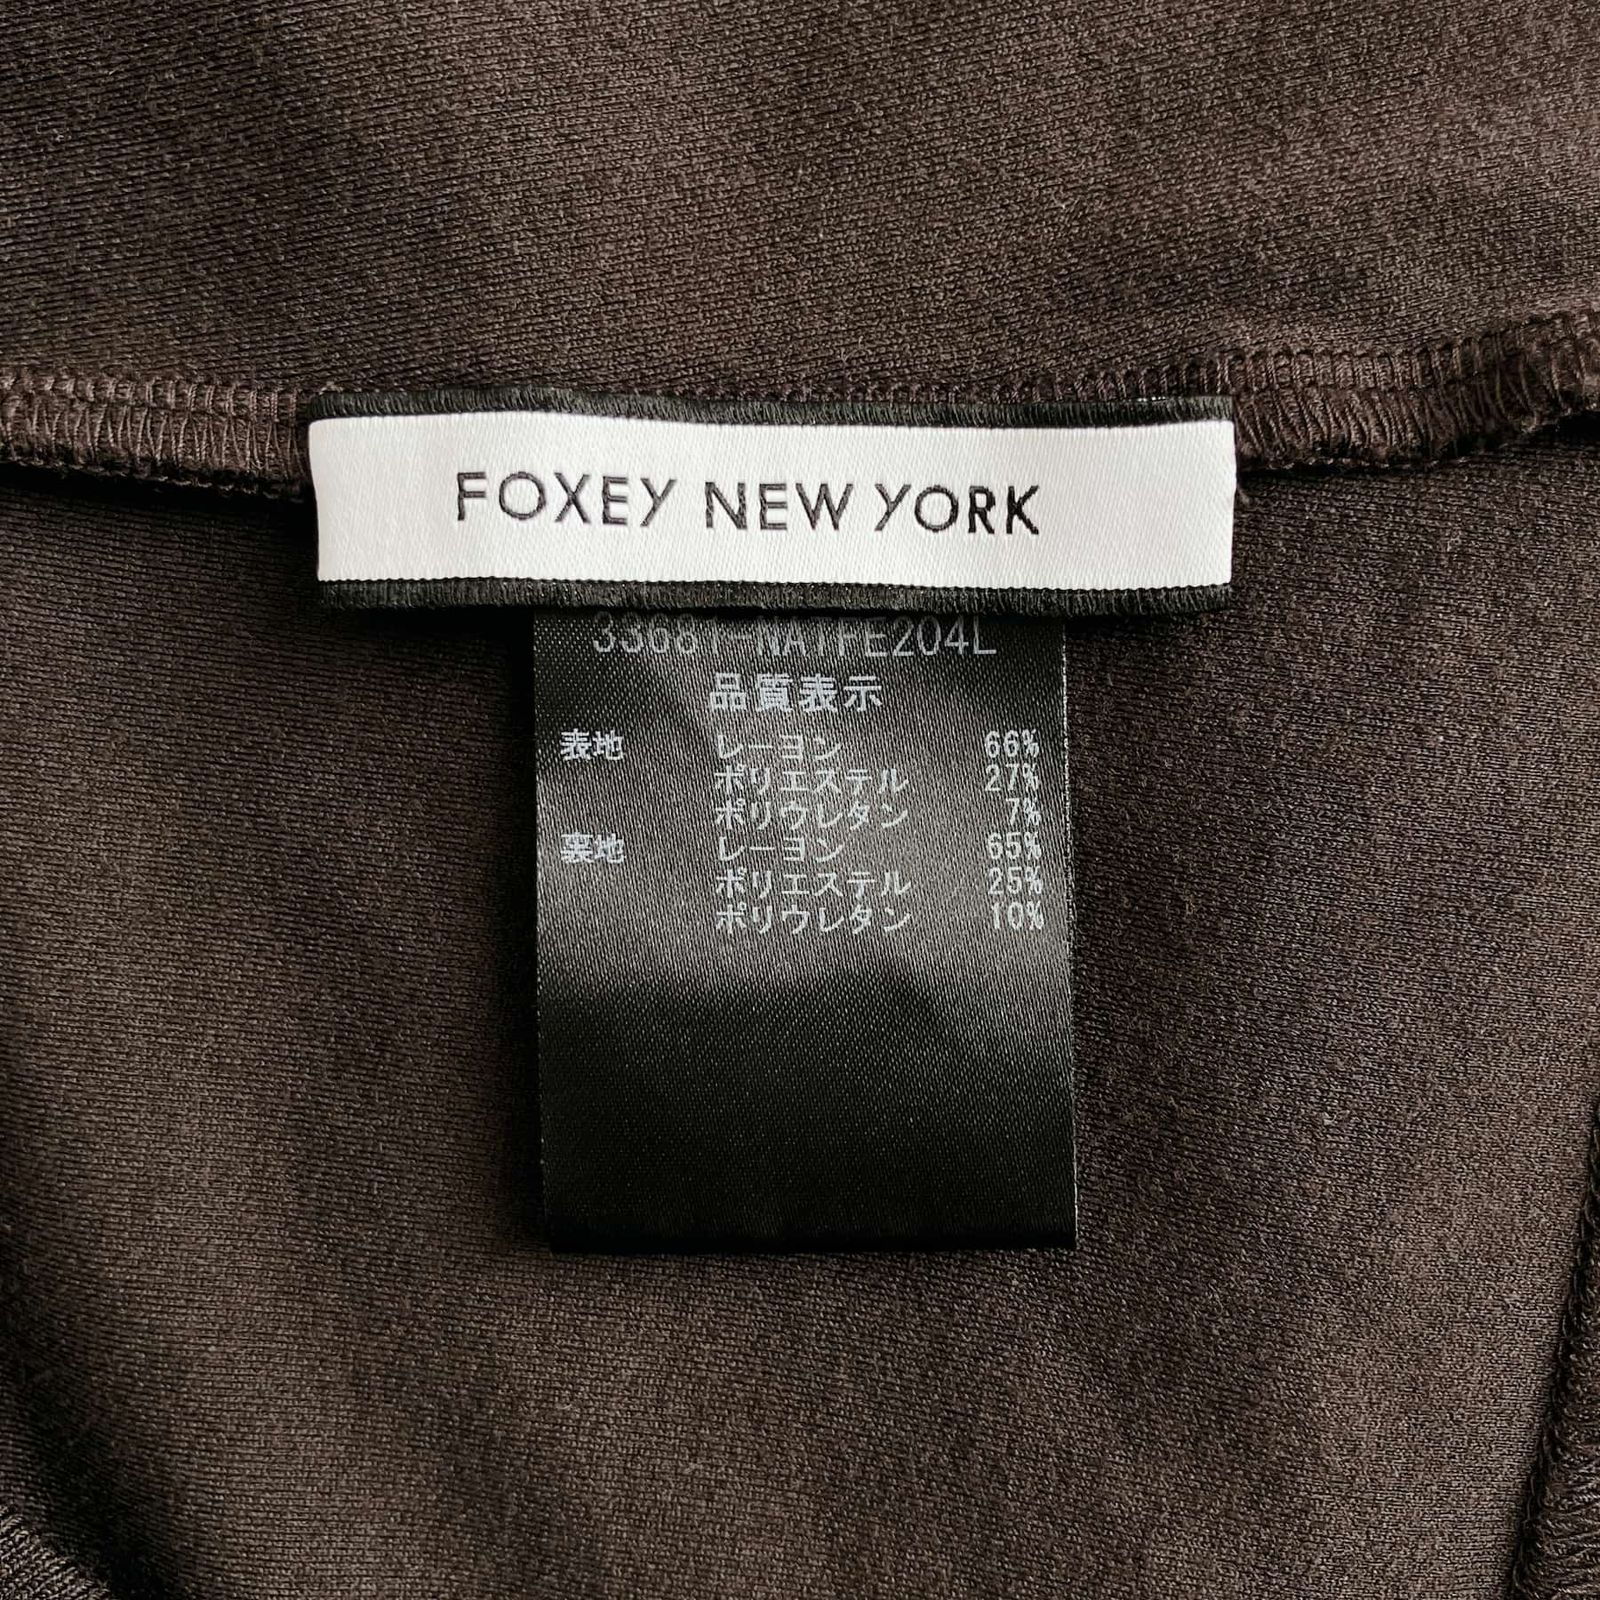 FOXEY NEW YORK
品質表示
表地 レーヨン 66%
ポリエステル 27%
ポリウレタン 7%
裏地 レーヨン 65%
ポリエステル 25%
ポリウレタン 10%